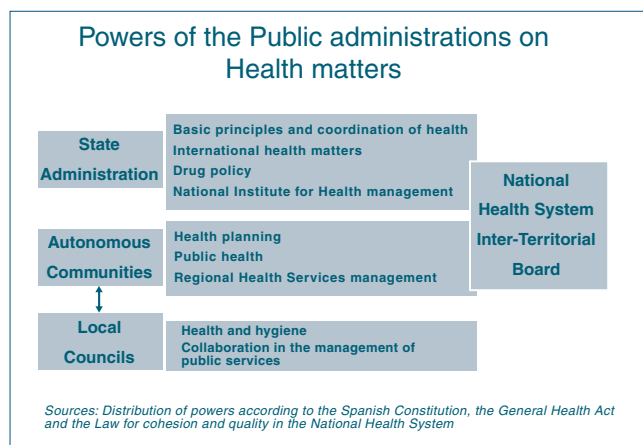 Powers of the Public administrations on
Health matters
State
Administration
Basic principles and coordination of health
International health matters
Drug policy
National Institute for Health management
National
Health System
Inter-Territorial
Board
Autonomous
Communities
Health planning
Public health
Regional Health Services management
Local
Councils
Health and hygiene
Collaboration in the management of
public services
Sources: Distribution of powers according to the Spanish Constitution, the General Health Act
and the Law for cohesion and quality in the National Health System